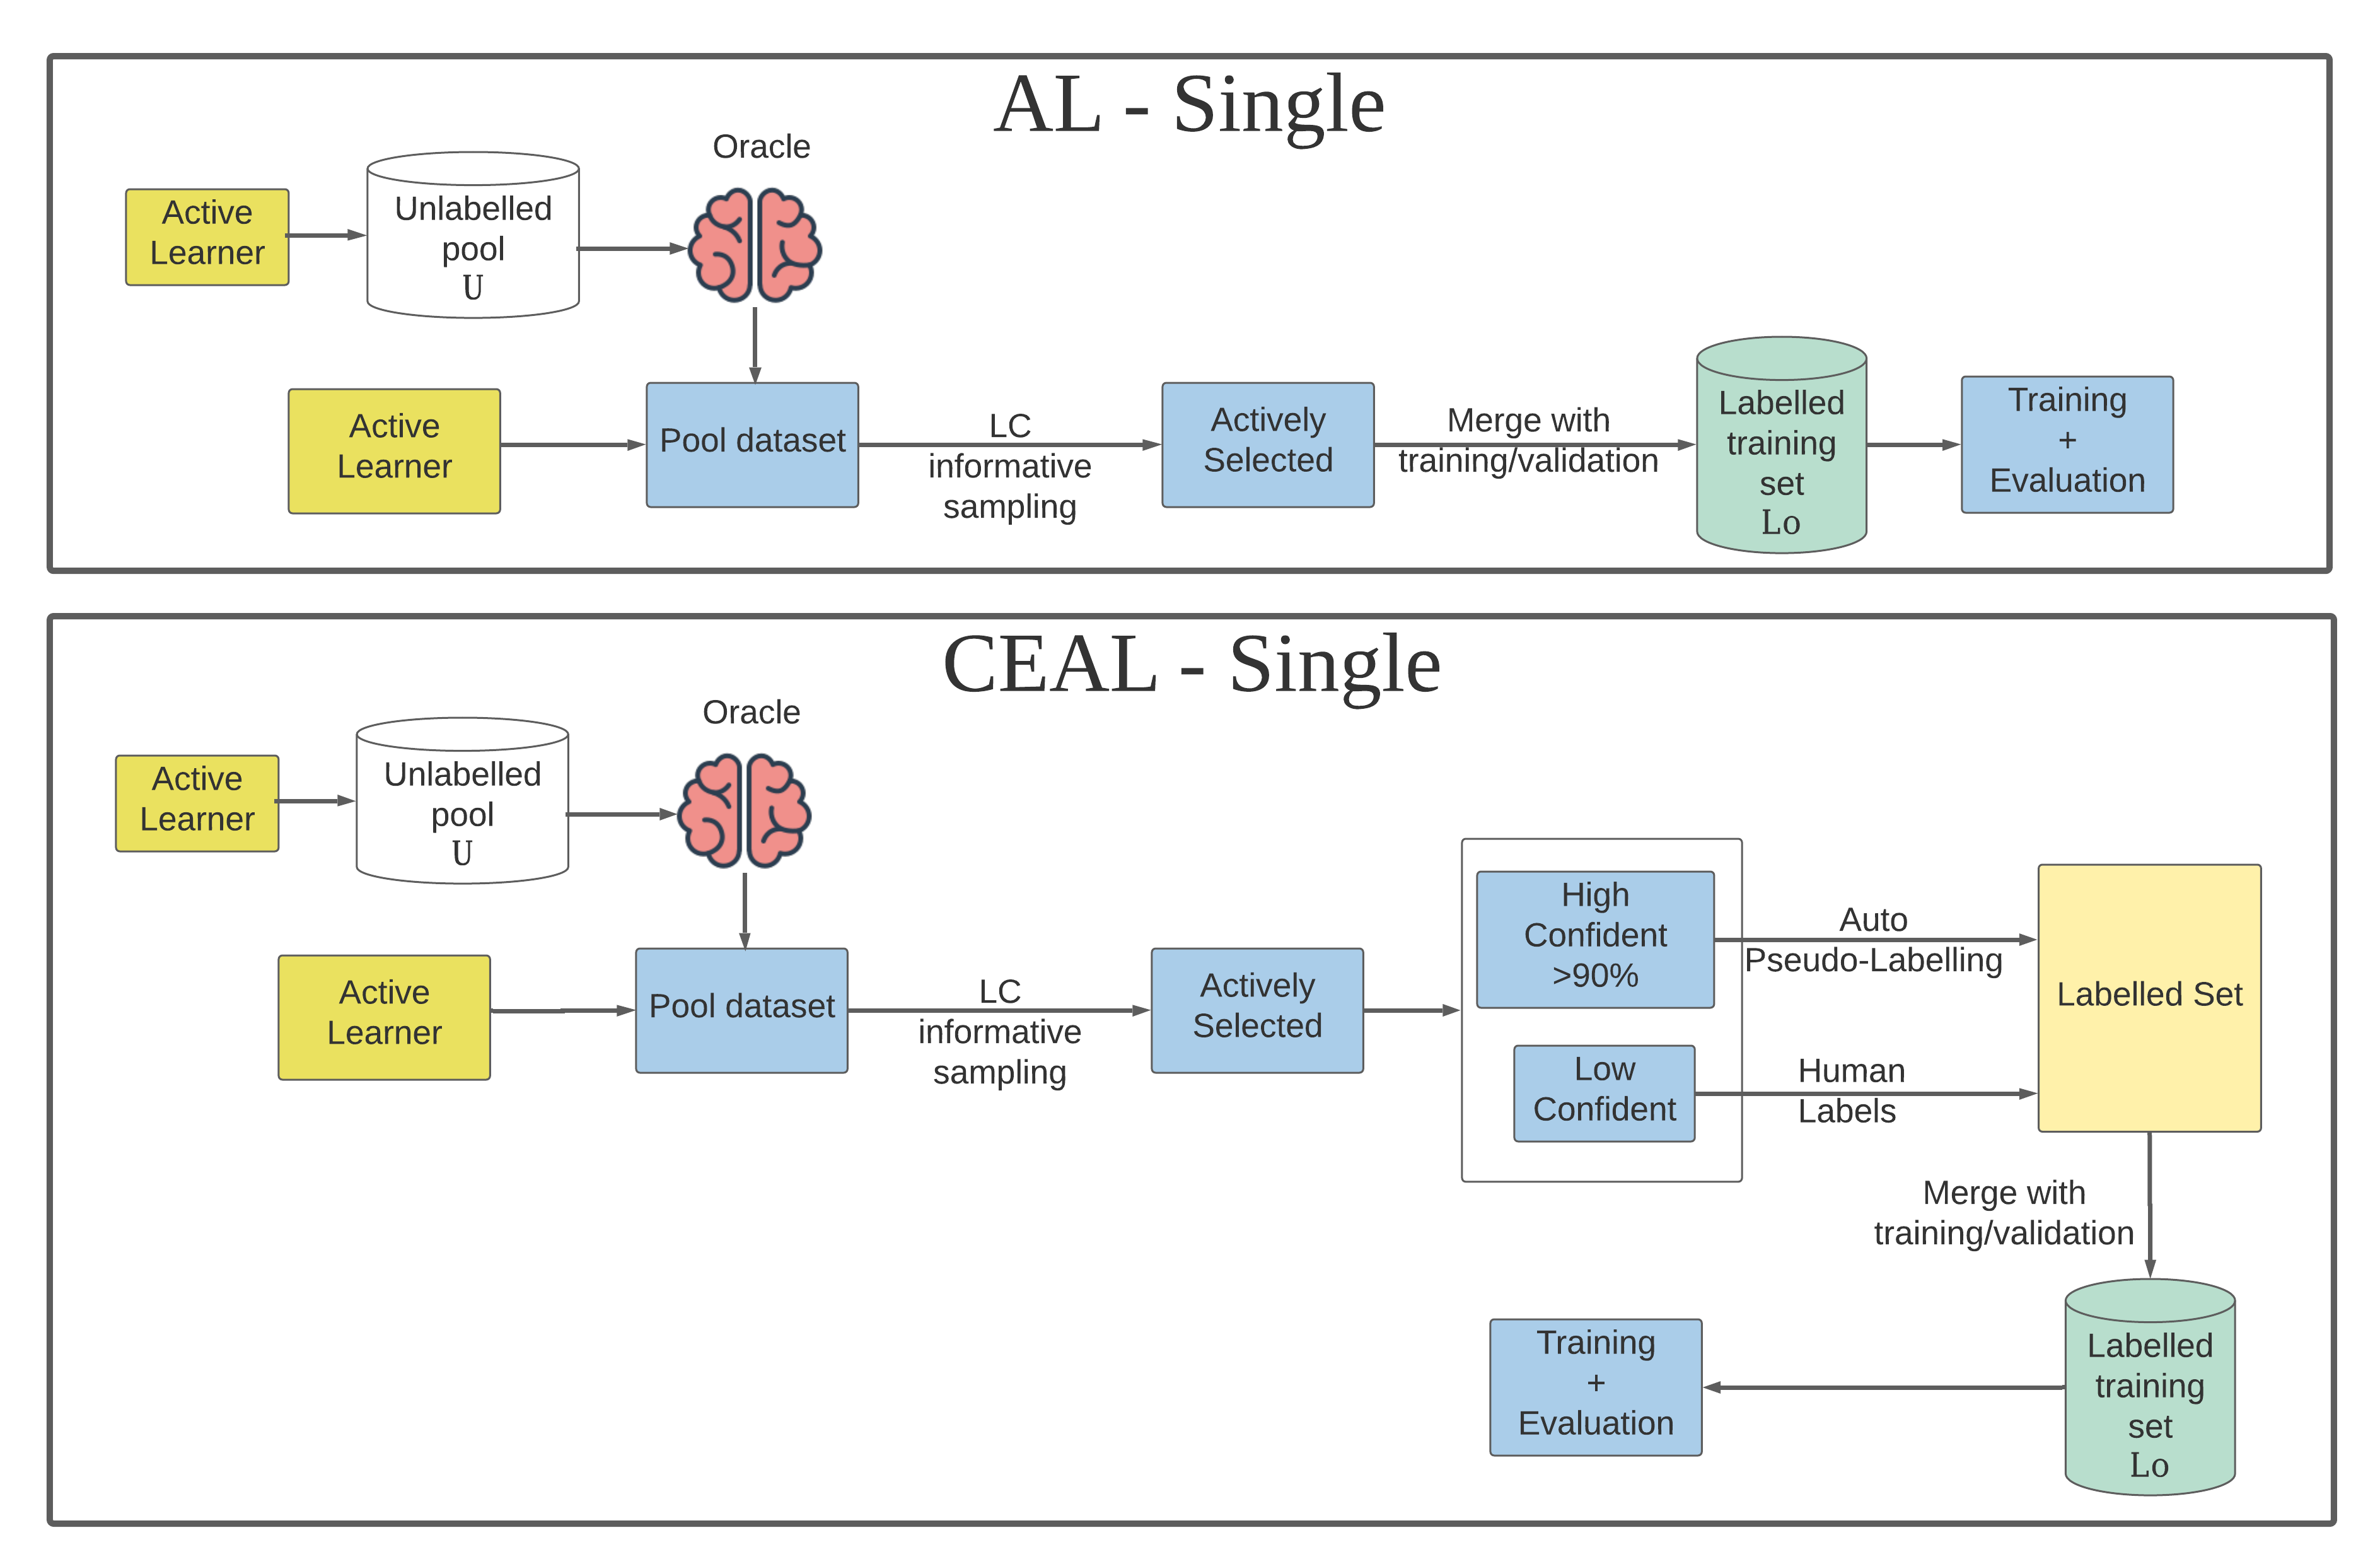 AL - Single
Oracle
Active
Learner
Unlabelled
pool
U
Active
Learner
Pool dataset
LC
informative
sampling
Actively
Selected
Merge with
training/validation
Labelled
training
set
Lo
Training
+
Evaluation
CEAL - Single
Oracle
Active
Learner
Unlabelled
pool
U
Active
Learner
Pool dataset
LC
informative
sampling
Actively
Selected
High
Confident
>90%
Low
Confident
Auto
Pseudo-Labelling
Human
Labels
Labelled Set
Merge with
training/validation
Labelled
training
set
Lo
Training
+
Evaluation